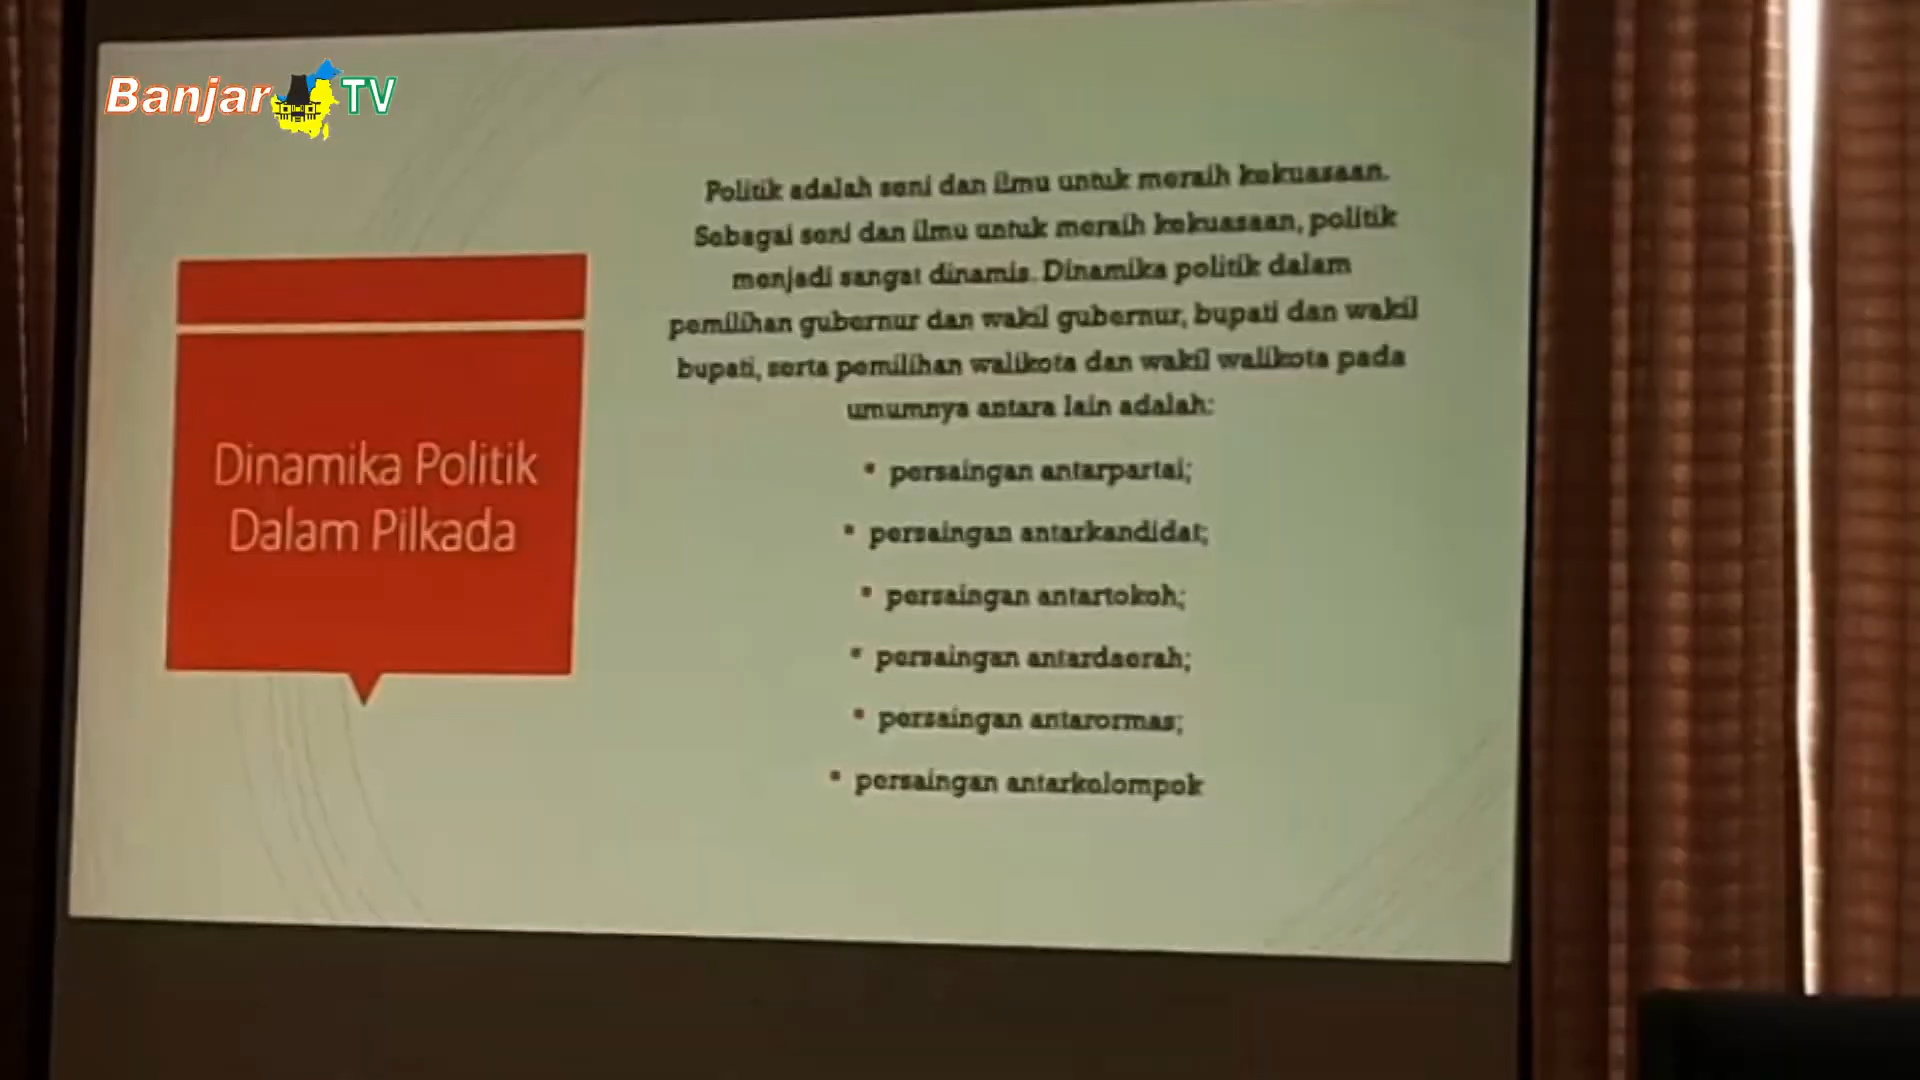 Banjar TV
Dinamika Politik
Dalam Pilkada
Politik adalah seni dan ilmu untuk meraih kekuasaan.
Sebagai seni dan ilmu untuk meraih kekuasaan, politik
menjadi sangat dinamis. Dinamika politik dalam
pemilihan gubernur dan wakil gubernur, bupati dan wakil
bupati, serta pemilihan walikota dan wakil walikota pada
umumnya antara lain adalah:
▪ persaingan antarpartai;
▪ persaingan antarkandidat;
▪ persaingan antartokoh;
▪ persaingan antardaerah;
▪ persaingan antarormas;
▪ persaingan antarkelompok